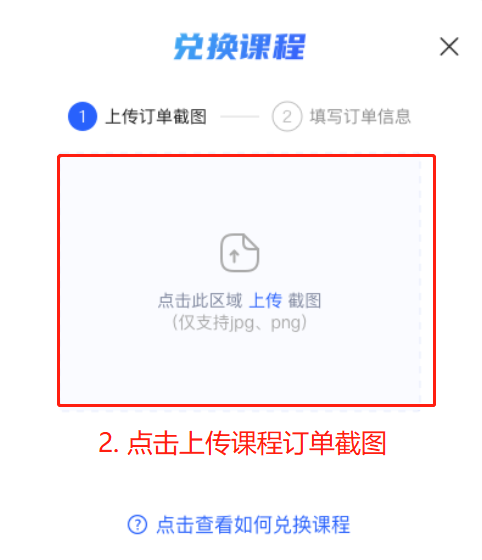 兑换课程
1 上传订单截图 2 填写订单信息
点击此区域 上传 截图
（仅支持jpg、png）
2. 点击上传课程订单截图
? 点击查看如何兑换课程